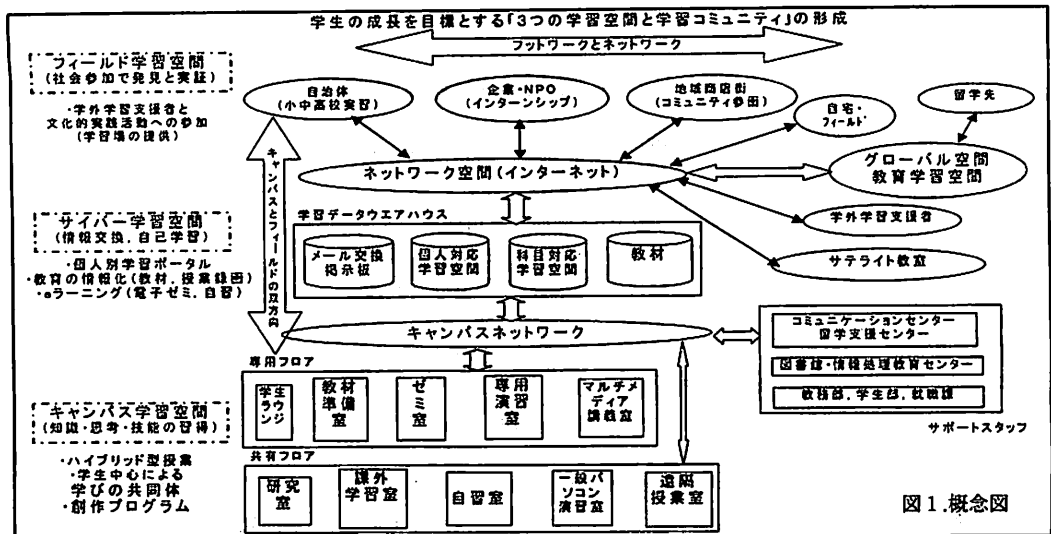 学生の成長を目標とする「3つの学習空間と学習コミュニティ」の形成
フットワークとネットワーク
フィールド学習空間
(社会参加で発見と実証)
・学外学習支援者と
文化的実践活動への参加
(学習場の提供)
自治体
(小中高校実習)
企業・NPO
(インターンシップ)
地域商店街
(コミュニティ参画)
自宅・
フィールド
留学先
グローバル空間
教育学習空間
ネットワーク空間(インターネット)
キャンパスとフィールドの双方向
学外学習支援者
サテライト教室
サイバー学習空間
(情報交換、自己学習)
・個人別学習ポータル
・教育の情報化(教材、授業録画)
・eラーニング(電子ゼミ、自習)
学習データウエアハウス
メール交換
掲示板
個人対応
学習空間
科目対応
学習空間
教材
キャンパスネットワーク
コミュニケーションセンター
国学支援センター
図書館・情報処理教育センター
教務部、学生部、就職課
サポートスタッフ
キャンパス学習空間
(知識・思考・技能の習得)
・ハイブリッド型授業
・学生中心による
学びの共同体
・創作プログラム
専用フロア
学生
ラウ
ンジ
教材
準備
室
ゼ
ミ
室
専用
演習
室
マルチメ
ディア
講義室
共有フロア
研究
室
課外
学習室
自習室
一般パ
ソコン
演習室
遠隔
授業室
図1.概念図